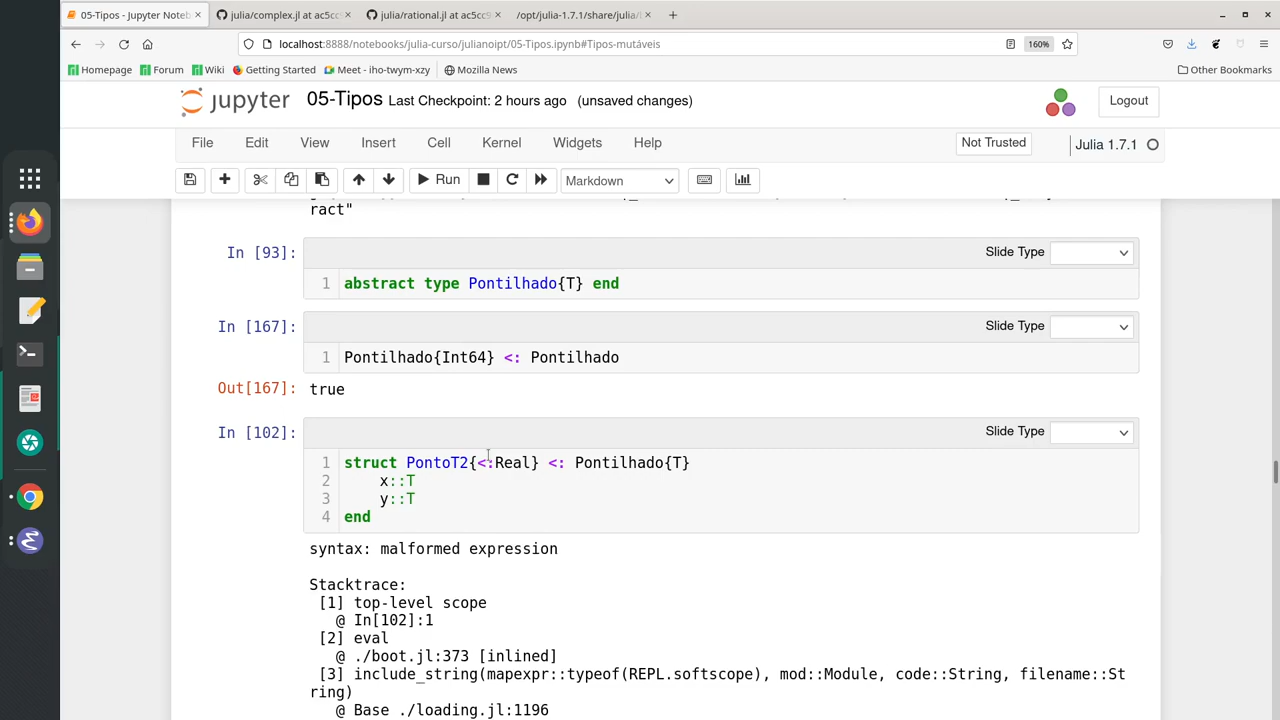 05-Tipos - Jupyter Noteb
julia/complex.jl at ac5cc
julia/rational.jl at ac5cc9
/opt/julia-1.7.1/share/julia/
localhost:8888/notebooks/julia-curso/julianoipt/05-Tipos.ipynb#Tipos-mutáveis
160%
Homepage
Forum
Wiki
Getting Started
Meet - iho-twym-xzy
Mozilla News
Other Bookmarks
jupyter
05-Tipos
Last Checkpoint: 2 hours ago (unsaved changes)
Logout
File
Edit
View
Insert
Cell
Kernel
Widgets
Help
Not Trusted
Julia 1.7.1
Run
Markdown
ract"
In [93]:
Slide Type
1 abstract type Pontilhado{T} end
In [167]:
Slide Type
1 Pontilhado{Int64} <: Pontilhado
Out[167]:
true
In [102]:
Slide Type
1 struct PontoT2{<:Real} <: Pontilhado{T}
2 x::T
3 y::T
4 end
syntax: malformed expression
Stacktrace:
[1] top-level scope
@ In[102]:1
[2] eval
@ ./boot.jl:373 [inlined]
[3] include_string(mapexpr::typeof(REPL.softscope), mod::Module, code::String, filename::St
ring)
@ Base ./loading.jl:1196